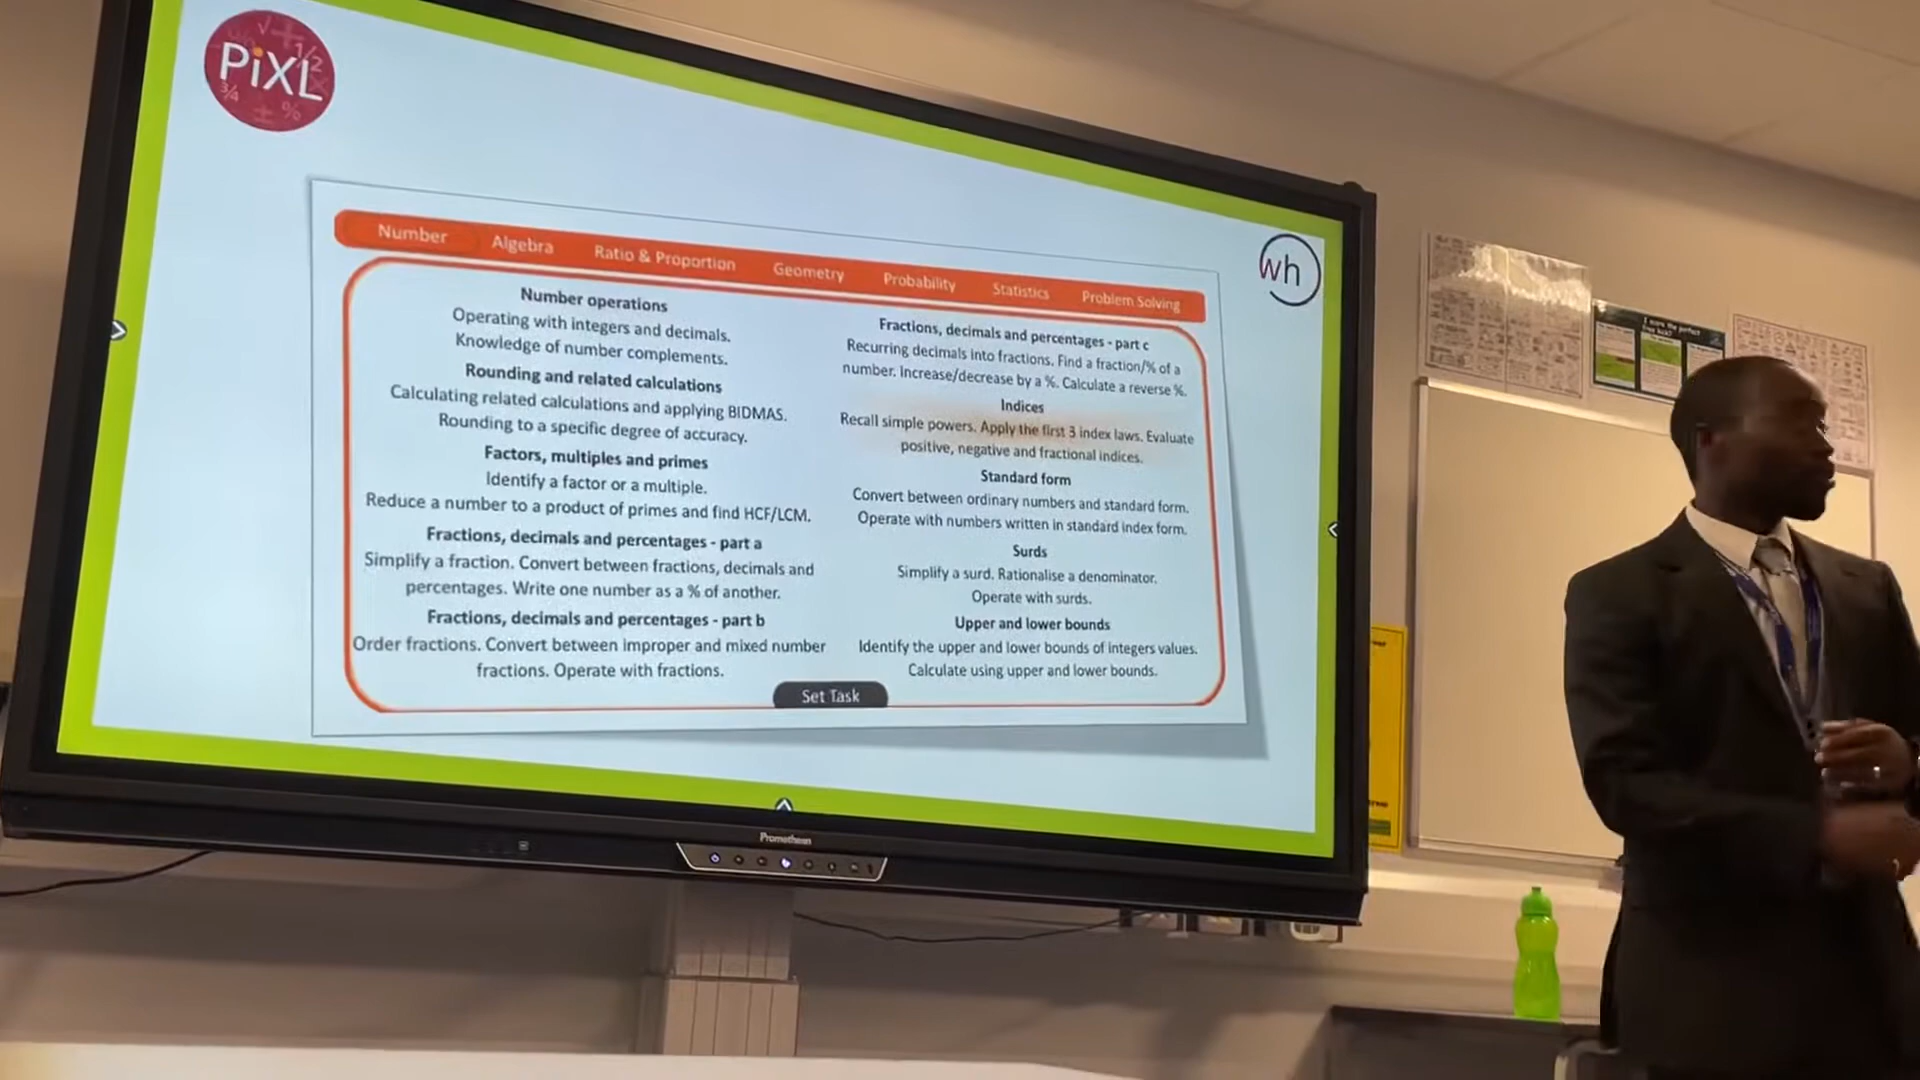 PiXL
1/2
3/4
%
wh
Number Algebra Ratio & Proportion Geometry Probability Statistics Problem Solving
Number operations
Operating with integers and decimals.
Knowledge of number complements.
Rounding and related calculations
Calculating related calculations and applying BIDMAS.
Rounding to a specific degree of accuracy.
Factors, multiples and primes
Identify a factor or a multiple.
Reduce a number to a product of primes and find HCF/LCM.
Fractions, decimals and percentages - part a
Simplify a fraction. Convert between fractions, decimals and
percentages. Write one number as a % of another.
Fractions, decimals and percentages - part b
Order fractions. Convert between improper and mixed number
fractions. Operate with fractions.
Fractions, decimals and percentages - part c
Recurring decimals into fractions. Find a fraction/% of a
number. Increase/decrease by a %. Calculate a reverse %.
Indices
Recall simple powers. Apply the first 3 index laws. Evaluate
positive, negative and fractional indices.
Standard form
Convert between ordinary numbers and standard form.
Operate with numbers written in standard index form.
Surds
Simplify a surd. Rationalise a denominator.
Operate with surds.
Upper and lower bounds
Identify the upper and lower bounds of integers values.
Calculate using upper and lower bounds.
Set Task
Promethean